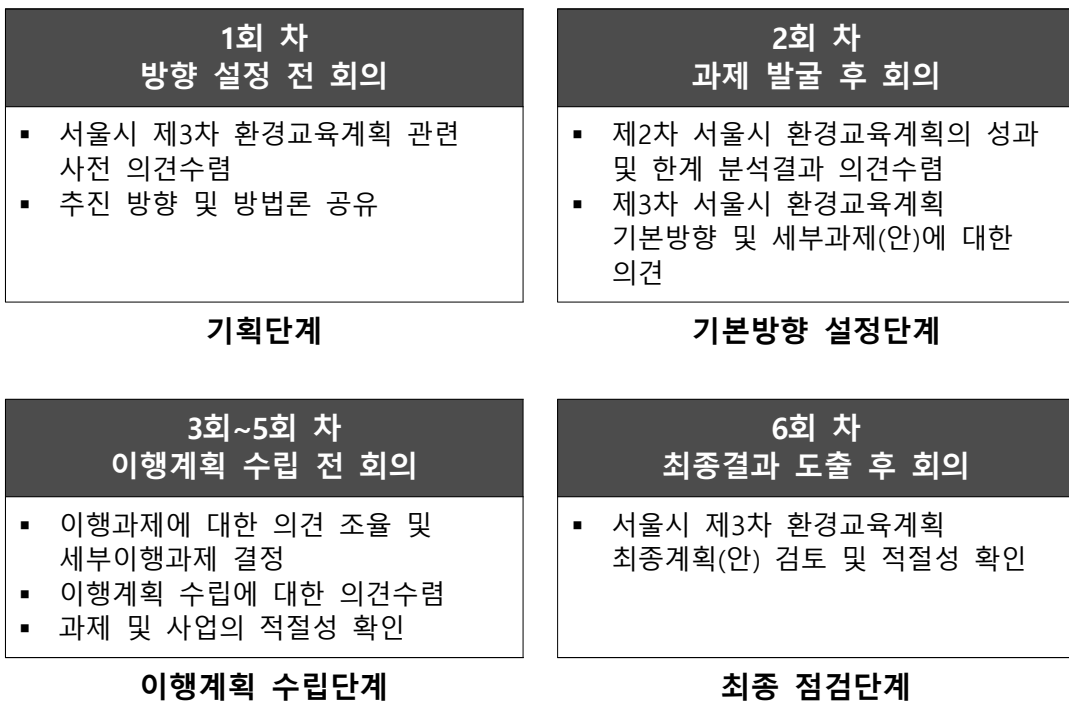 1회 차
방향 설정 전 회의
▪ 서울시 제3차 환경교육계획 관련
사전 의견수렴
▪ 추진 방향 및 방법론 공유
기획단계
2회 차
과제 발굴 후 회의
▪ 제2차 서울시 환경교육계획의 성과
및 한계 분석결과 의견수렴
▪ 제3차 서울시 환경교육계획
기본방향 및 세부과제(안)에 대한
의견
기본방향 설정단계
3회~5회 차
이행계획 수립 전 회의
▪ 이행과제에 대한 의견 조율 및
세부이행과제 결정
▪ 이행계획 수립에 대한 의견수렴
▪ 과제 및 사업의 적절성 확인
이행계획 수립단계
6회 차
최종결과 도출 후 회의
▪ 서울시 제3차 환경교육계획
최종계획(안) 검토 및 적절성 확인
최종 점검단계